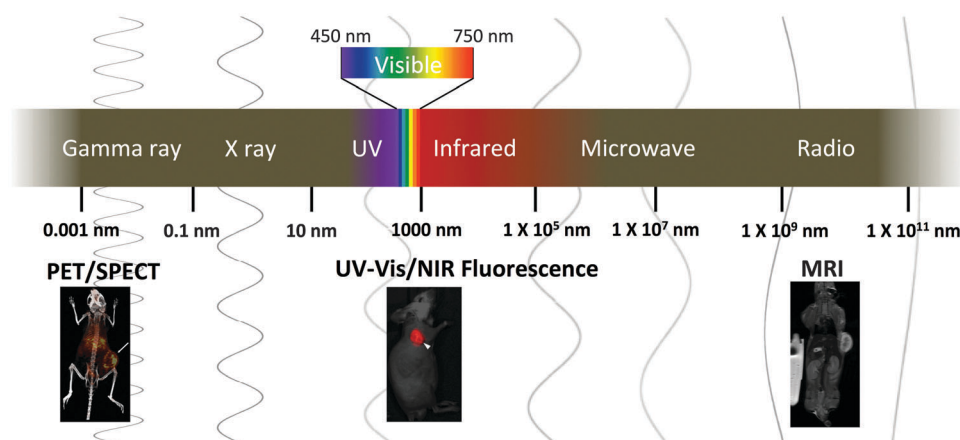 450 nm 750 nm
Visible
Gamma ray X ray UV Infrared Microwave Radio
0.001 nm 0.1 nm 10 nm 1000 nm 1 X 10⁵ nm 1 X 10⁷ nm 1 X 10⁹ nm 1 X 10¹¹ nm
PET/SPECT UV-Vis/NIR Fluorescence MRI